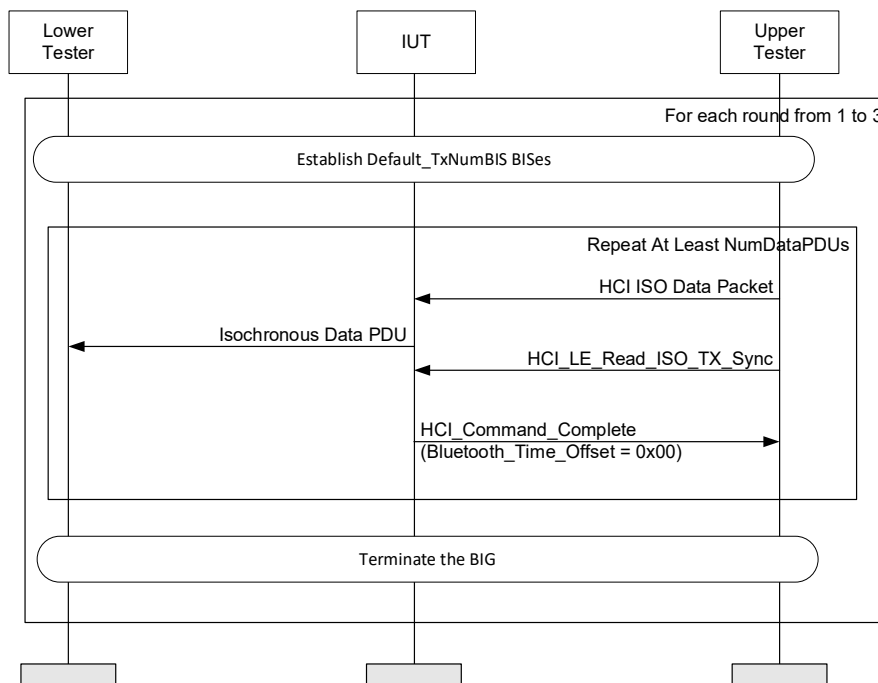 Lower
Tester
IUT
Upper
Tester
For each round from 1 to 3
Establish Default_TxNumBIS BISes
Repeat At Least NumDataPDUs
HCI ISO Data Packet
Isochronous Data PDU
HCI_LE_Read_ISO_TX_Sync
HCI_Command_Complete
(Bluetooth_Time_Offset = 0x00)
Terminate the BIG